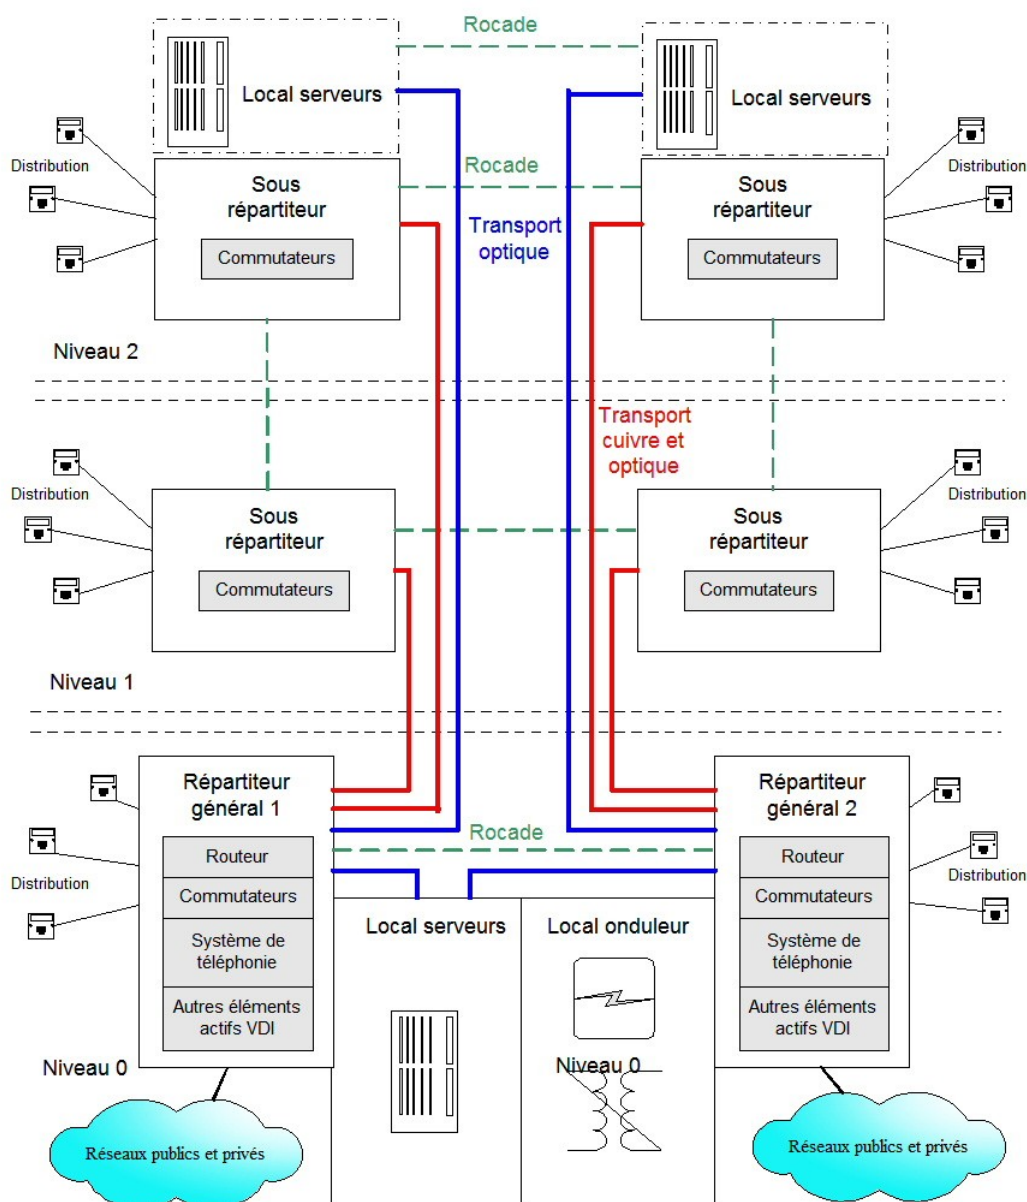 Rocade
Local serveurs
Local serveurs
Distribution
Distribution
Rocade
Sous
répartiteur
Commutateurs
Transport
optique
Sous
répartiteur
Commutateurs
Niveau 2
Transport
cuivre et
optique
Distribution
Distribution
Sous
répartiteur
Commutateurs
Sous
répartiteur
Commutateurs
Niveau 1
Répartiteur
général 1
Routeur
Commutateurs
Système de
téléphonie
Autres éléments
actifs VDI
Distribution
Rocade
Répartiteur
général 2
Routeur
Commutateurs
Système de
téléphonie
Autres éléments
actifs VDI
Distribution
Local serveurs
Local onduleur
Niveau 0
Niveau 0
Réseaux publics et privés
Réseaux publics et privés